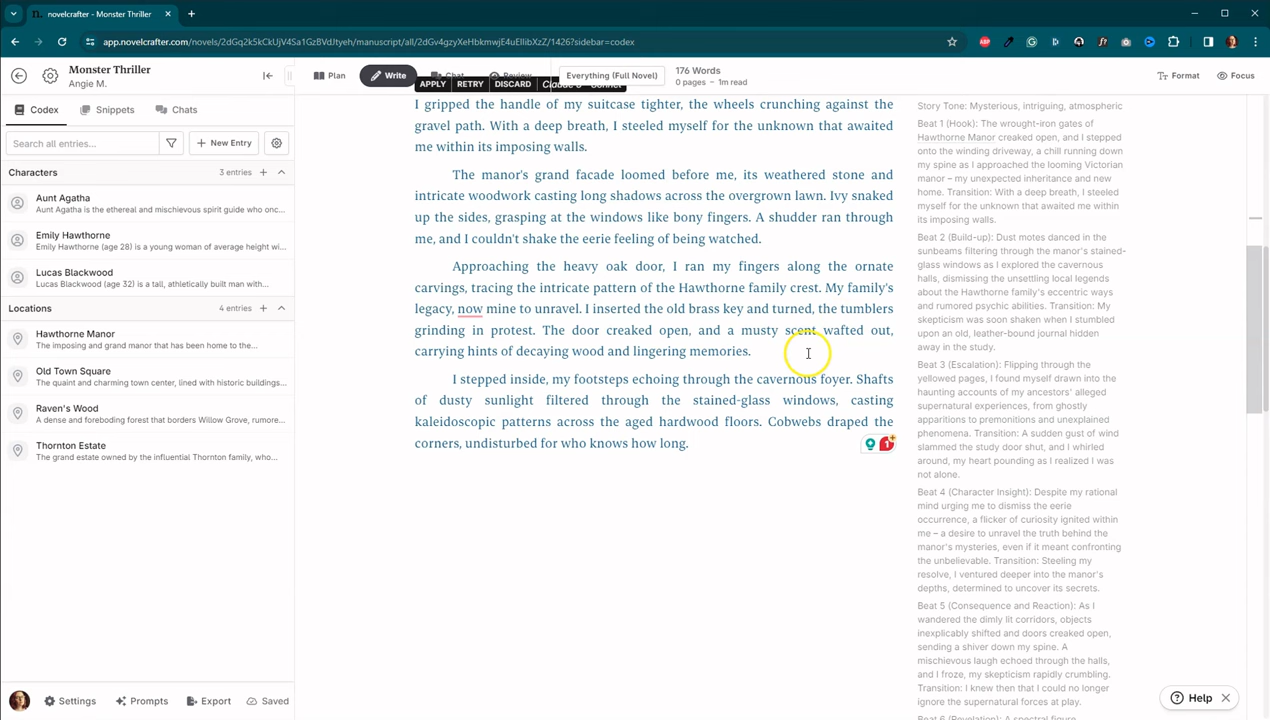 novelcrafter - Monster Thriller
app.novelcrafter.com/novels/2dGq2k5kCkUjV4Sa1GzBVdJtyeh/manuscript/all/2dGv4gzyXeHbkmwjE4uEIlibXzZ/1426?sidebar=codex
Monster Thriller
Angie M.
Plan
Write
Chat
Review
Everything (Full Novel)
176 Words
0 pages - 1m read
Format
Focus
APPLY
RETRY
DISCARD
Codex
Snippets
Chats
Search all entries...
+ New Entry
Characters
3 entries
Aunt Agatha
Aunt Agatha is the ethereal and mischievous spirit guide who onc...
Emily Hawthorne
Emily Hawthorne (age 28) is a young woman of average height wi...
Lucas Blackwood
Lucas Blackwood (age 32) is a tall, athletically built man with...
Locations
4 entries
Hawthorne Manor
The imposing and grand manor that has been home to the...
Old Town Square
The quaint and charming town center, lined with historic buildings...
Raven's Wood
A dense and foreboding forest that borders Willow Grove, rumore...
Thornton Estate
The grand estate owned by the influential Thornton family, who...
Settings
Prompts
Export
Saved
I gripped the handle of my suitcase tighter, the wheels crunching against the
gravel path. With a deep breath, I steeled myself for the unknown that awaited
me within its imposing walls.
The manor's grand facade loomed before me, its weathered stone and
intricate woodwork casting long shadows across the overgrown lawn. Ivy snaked
up the sides, grasping at the windows like bony fingers. A shudder ran through
me, and I couldn't shake the eerie feeling of being watched.
Approaching the heavy oak door, I ran my fingers along the ornate
carvings, tracing the intricate pattern of the Hawthorne family crest. My family's
legacy, now mine to unravel. I inserted the old brass key and turned, the tumblers
grinding in protest. The door creaked open, and a musty scent wafted out,
carrying hints of decaying wood and lingering memories.
I stepped inside, my footsteps echoing through the cavernous foyer. Shafts
of dusty sunlight filtered through the stained-glass windows, casting
kaleidoscopic patterns across the aged hardwood floors. Cobwebs draped the
corners, undisturbed for who knows how long.
1
Story Tone: Mysterious, intriguing, atmospheric
Beat 1 (Hook): The wrought-iron gates of
Hawthorne Manor creaked open, and I stepped
onto the winding driveway, a chill running down
my spine as I approached the looming Victorian
manor – my unexpected inheritance and new
home. Transition: With a deep breath, I steeled
myself for the unknown that awaited me within
its imposing walls.
Beat 2 (Build-up): Dust motes danced in the
sunbeams filtering through the manor's stained-
glass windows as I explored the cavernous
halls, dismissing the unsettling local legends
about the Hawthorne family's eccentric ways
and rumored psychic abilities. Transition: My
skepticism was soon shaken when I stumbled
upon an old, leather-bound journal hidden
away in the study.
Beat 3 (Escalation): Flipping through the
yellowed pages, I found myself drawn into the
haunting accounts of my ancestors' alleged
supernatural experiences, from ghostly
apparitions to premonitions and unexplained
phenomena. Transition: A sudden gust of wind
slammed the study door shut, and I whirled
around, my heart pounding as I realized I was
not alone.
Beat 4 (Character Insight): Despite my rational
mind urging me to dismiss the eerie
occurrence, a flicker of curiosity ignited within
me – a desire to unravel the truth behind the
manor's mysteries, even if it meant confronting
the unbelievable. Transition: Steeling my
resolve, I ventured deeper into the manor's
depths, determined to uncover its secrets.
Beat 5 (Consequence and Reaction): As I
wandered the dimly lit corridors, objects
inexplicably shifted and doors creaked open,
sending a shiver down my spine. A
mischievous laugh echoed through the halls,
and I froze, my skepticism rapidly crumbling.
Transition: I knew then that I could no longer
ignore the supernatural forces at play.
Beat 6 (Revelation): A spectral figure
Help